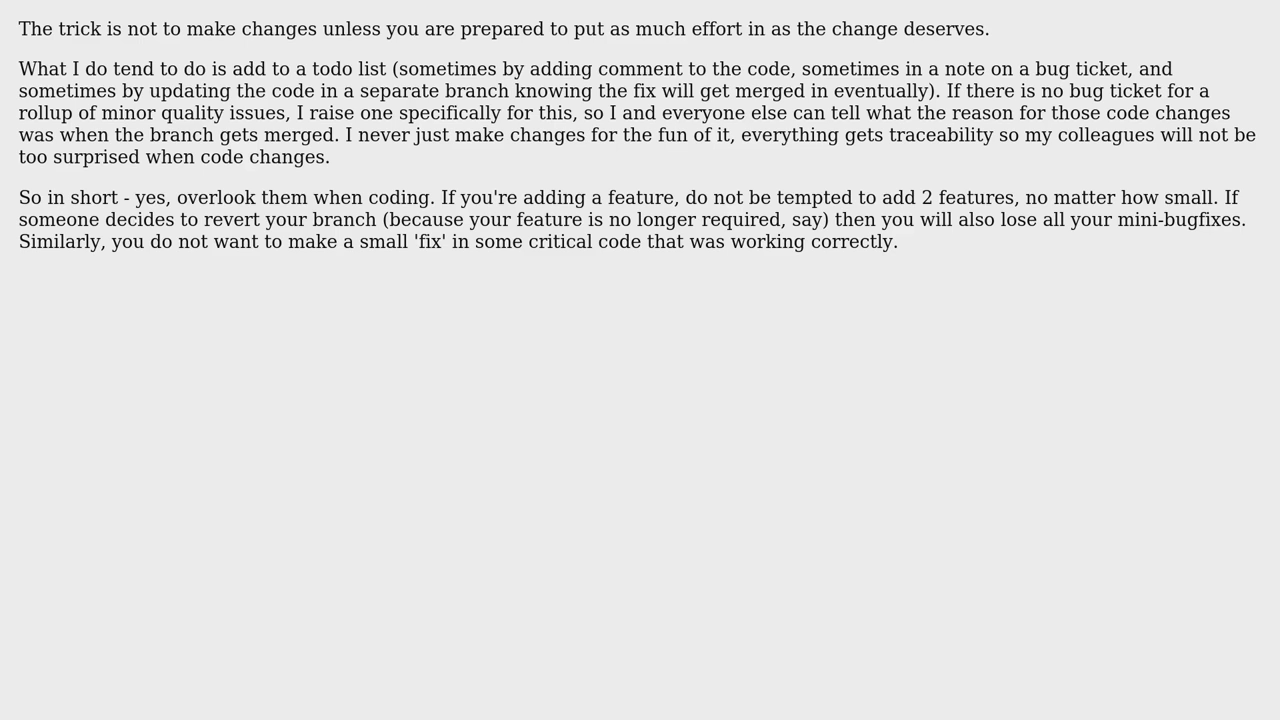 The trick is not to make changes unless you are prepared to put as much effort in as the change deserves.
What I do tend to do is add to a todo list (sometimes by adding comment to the code, sometimes in a note on a bug ticket, and
sometimes by updating the code in a separate branch knowing the fix will get merged in eventually). If there is no bug ticket for a
rollup of minor quality issues, I raise one specifically for this, so I and everyone else can tell what the reason for those code changes
was when the branch gets merged. I never just make changes for the fun of it, everything gets traceability so my colleagues will not be
too surprised when code changes.
So in short - yes, overlook them when coding. If you're adding a feature, do not be tempted to add 2 features, no matter how small. If
someone decides to revert your branch (because your feature is no longer required, say) then you will also lose all your mini-bugfixes.
Similarly, you do not want to make a small 'fix' in some critical code that was working correctly.